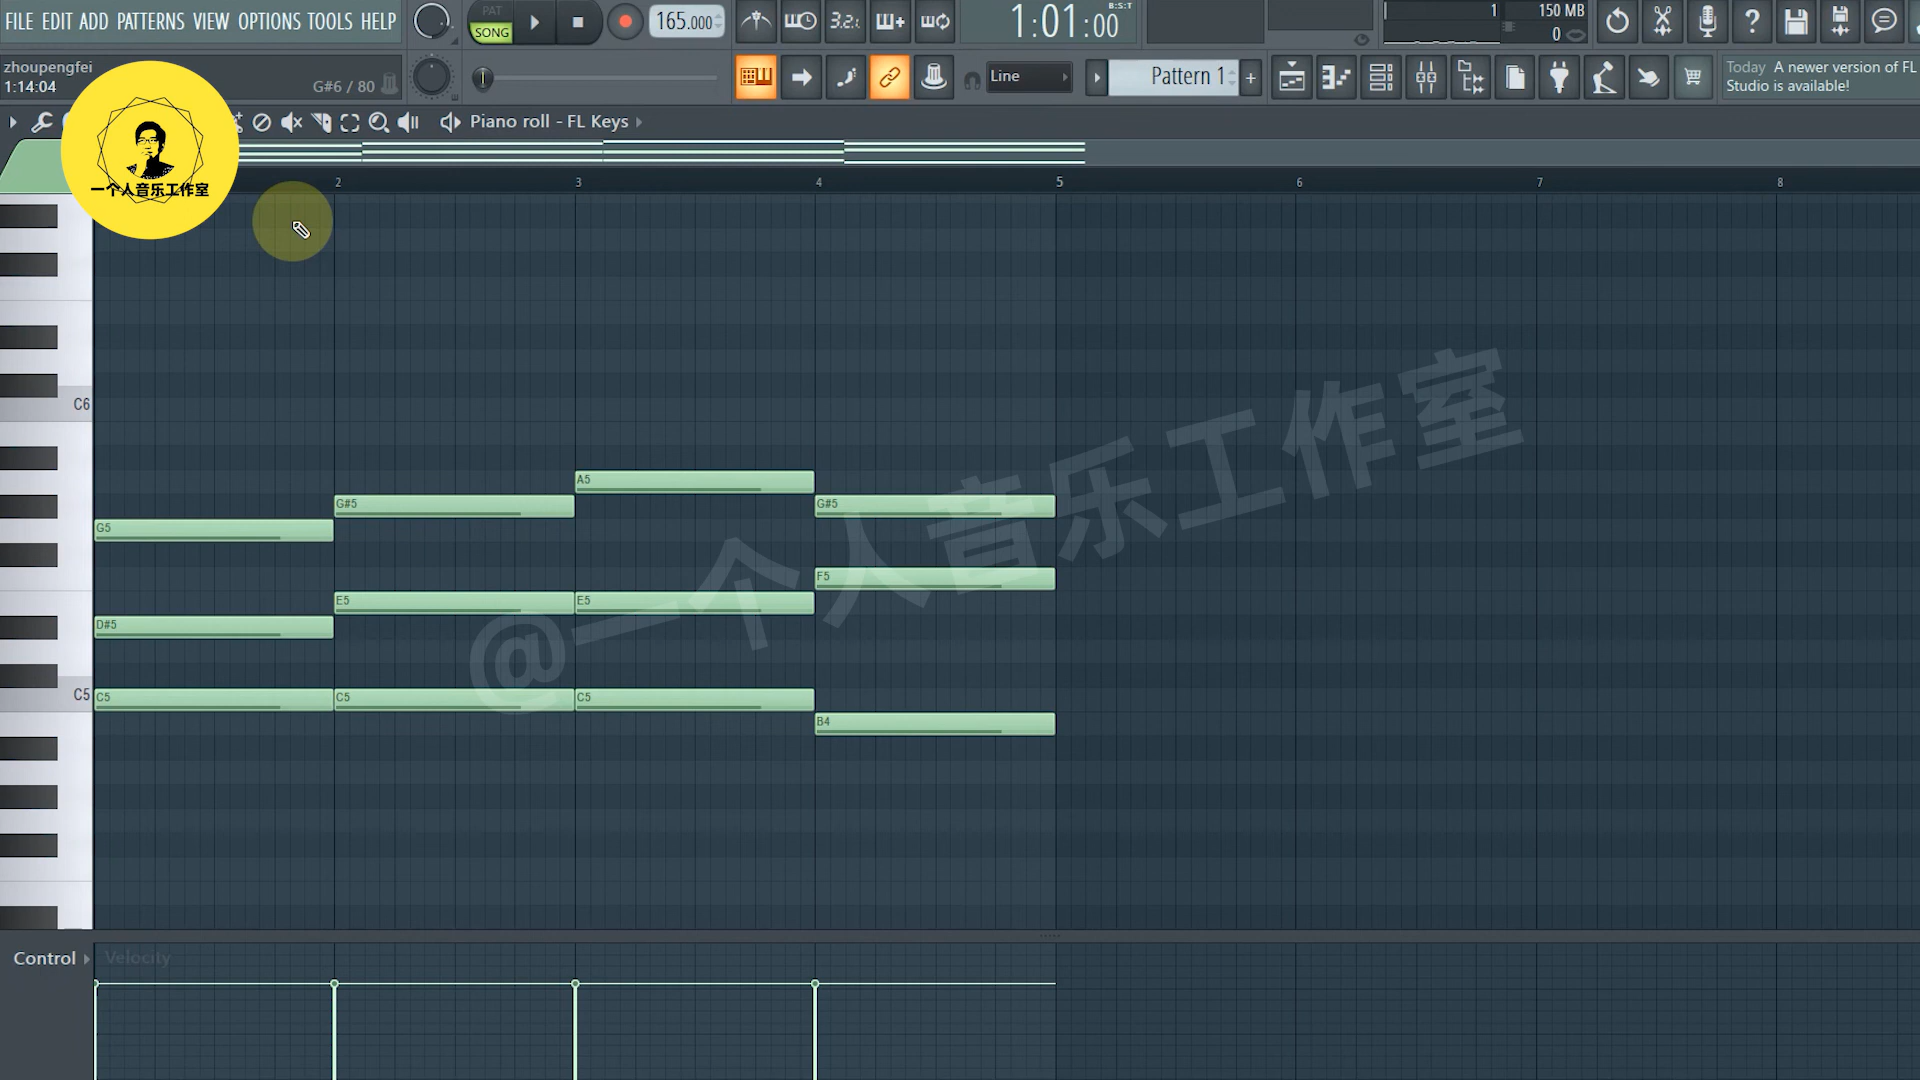 FILE EDIT ADD PATTERNS VIEW OPTIONS TOOLS HELP
PAT
SONG
165.000
3.2.
1:01:00
B:S:T
1
150 MB
0
zhoupengfei
1:14:04
G#6 / 80
Line
Pattern 1
Today A newer version of FL
Studio is available!
Piano roll - FL Keys
一个人音乐工作室
2 3 4 5 6 7 8
C6
A5
G#5 G#5
G5
F5
E5 E5
D#5
C5 C5 C5 C5
B4
@一个人音乐工作室
Control Velocity